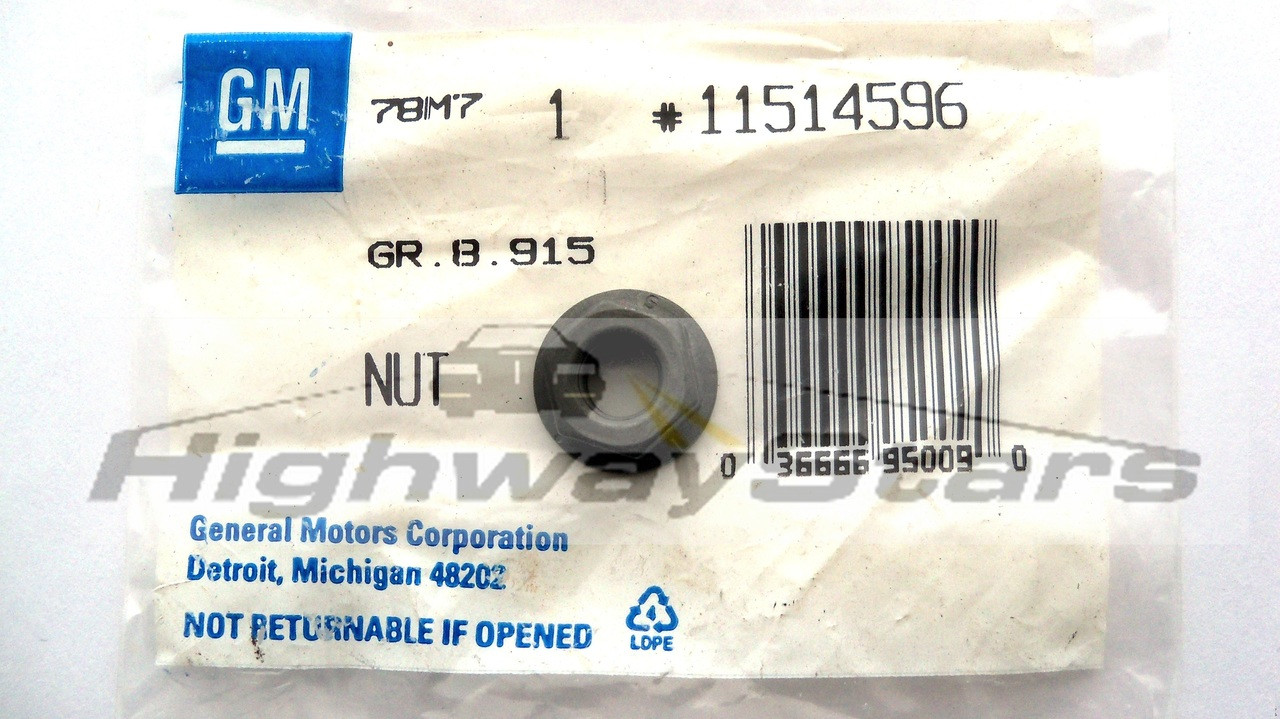 GM
78M7 1 #11514596
GR.8.915
NUT
0 36666 95009 0
HighwayStars
General Motors Corporation
Detroit, Michigan 48202
NOT RETURNABLE IF OPENED
4
LDPE